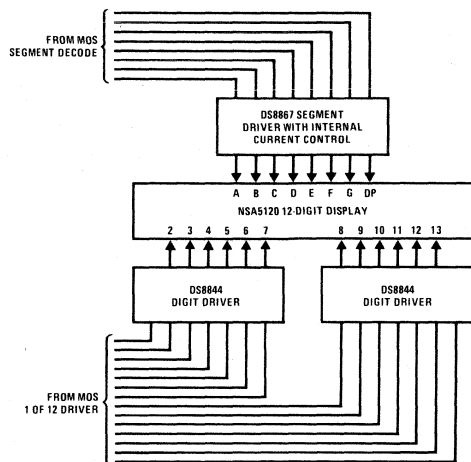 FROM MOS
SEGMENT DECODE
DS8867 SEGMENT
DRIVER WITH INTERNAL
CURRENT CONTROL
A B C D E F G DP
NSA5120 12-DIGIT DISPLAY
2 3 4 5 6 7 8 9 10 11 12 13
DS8844
DIGIT DRIVER
DS8844
DIGIT DRIVER
FROM MOS
1 OF 12 DRIVER